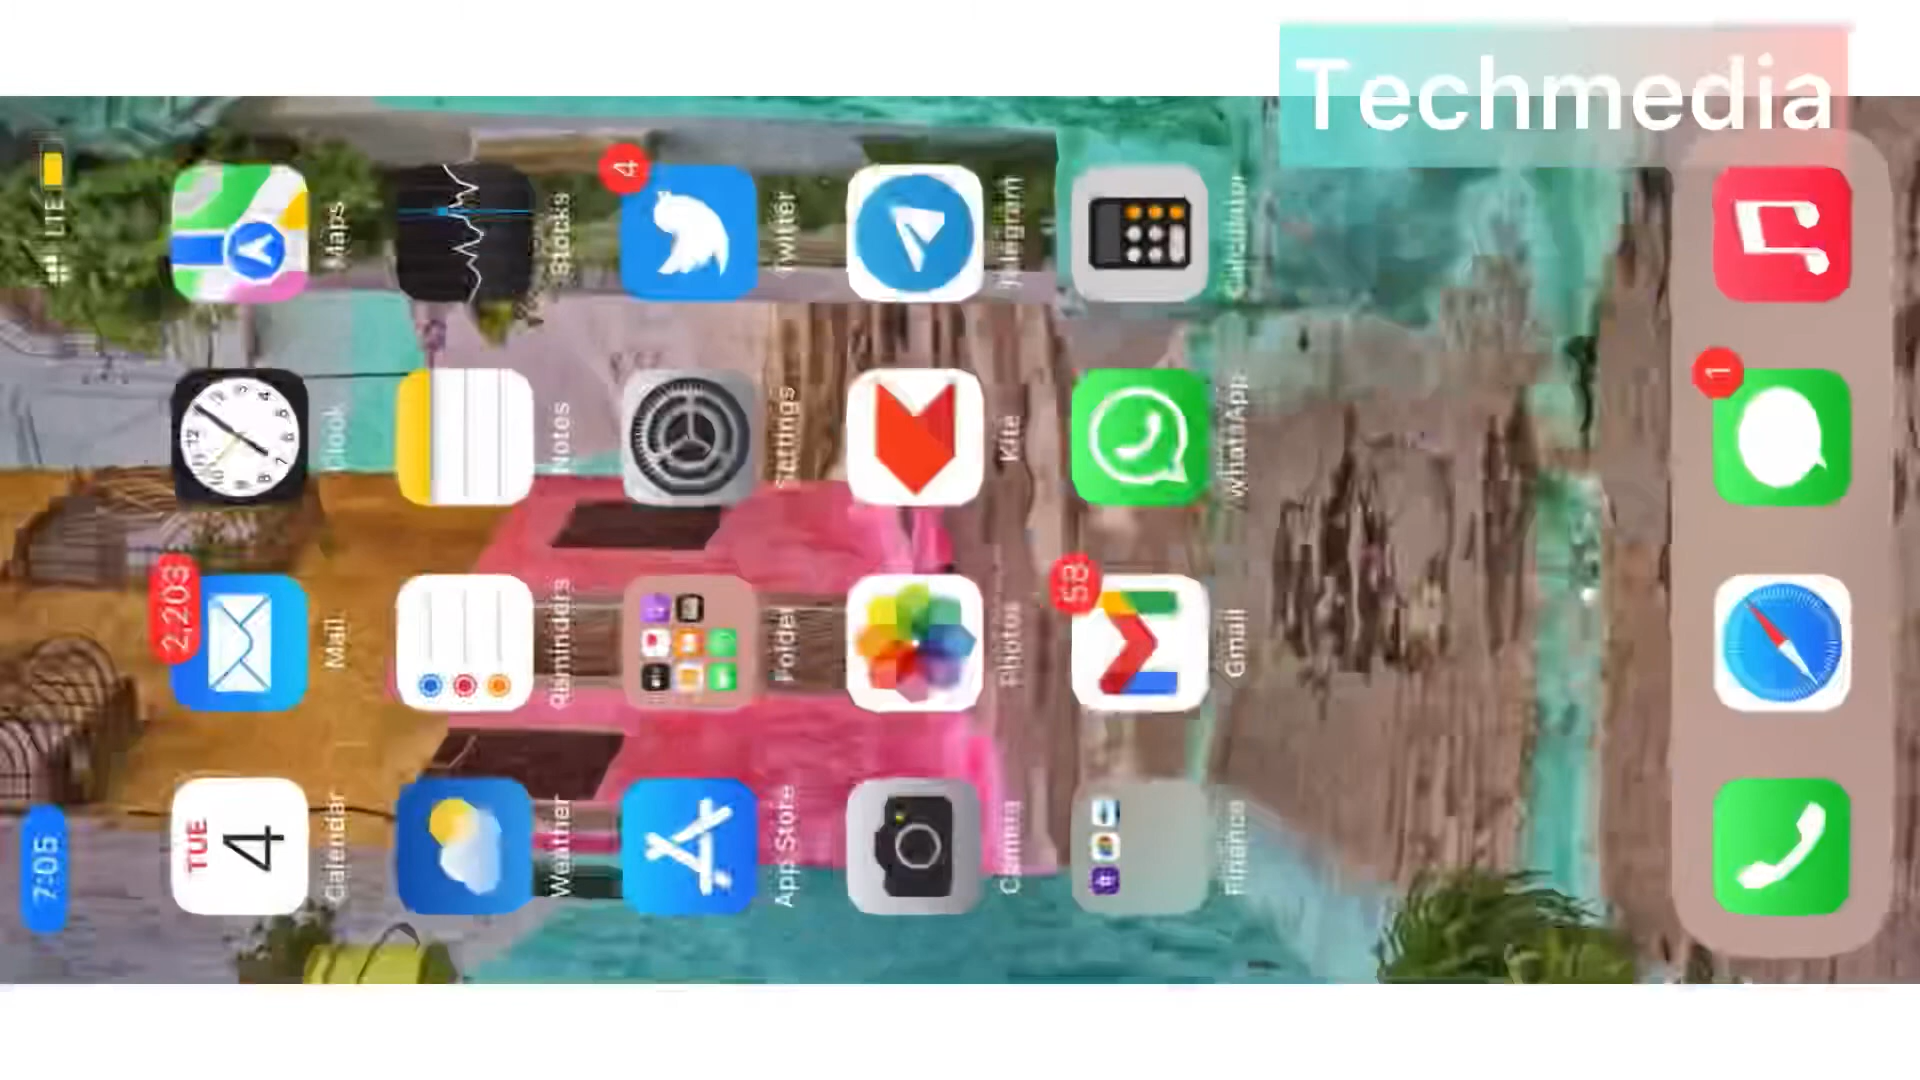 Techmedia
7:05
LTE
TUE
4
Calendar
2,203
Mail
Clock
Maps
Weather
Reminders
Notes
Stocks
App Store
Folder
Settings
4
Twitter
Camera
Photos
Kite
Telegram
Finance
58
Gmail
WhatsApp
Calculator
1